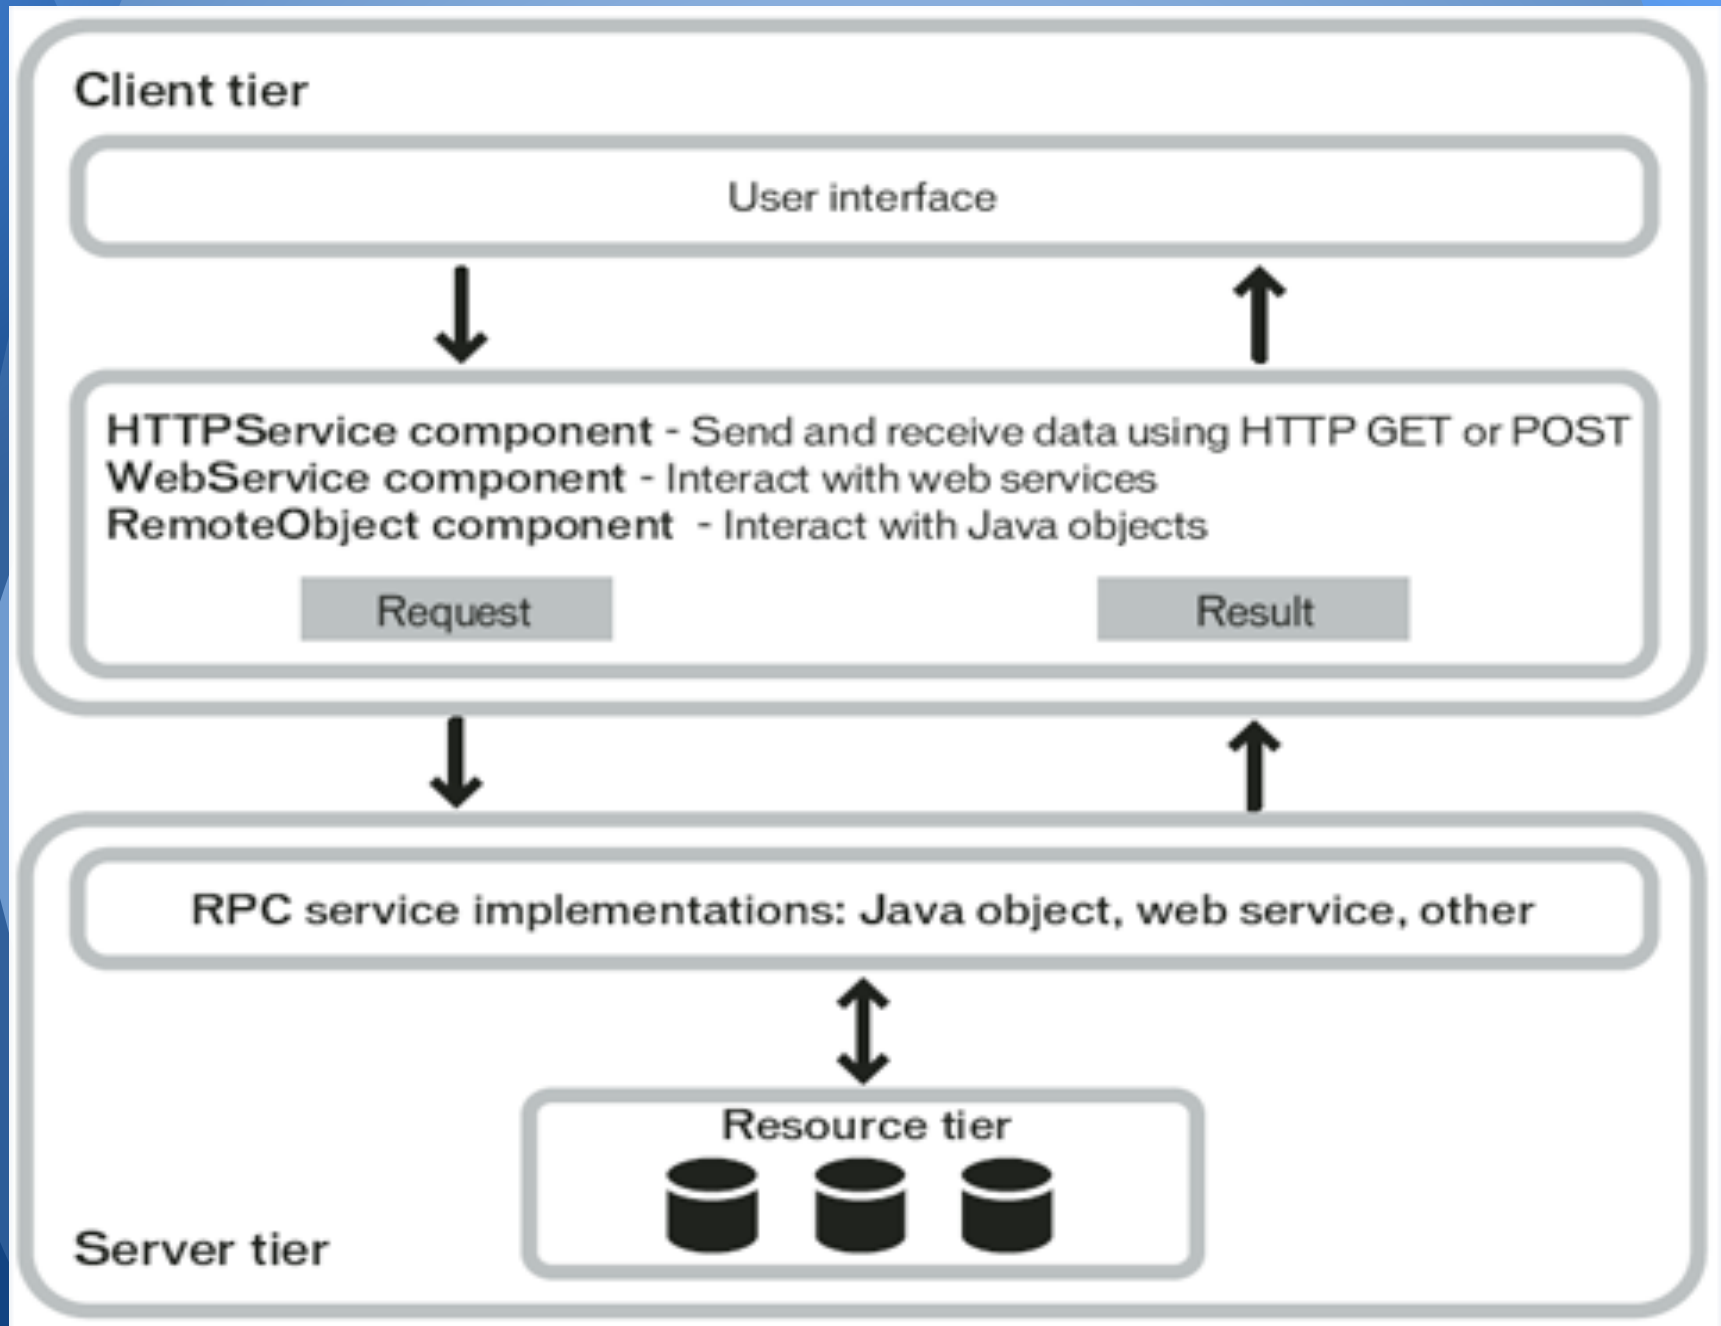 Client tier
User interface
HTTPService component - Send and receive data using HTTP GET or POST
WebService component - Interact with web services
RemoteObject component - Interact with Java objects
Request
Result
RPC service implementations: Java object, web service, other
Resource tier
Server tier